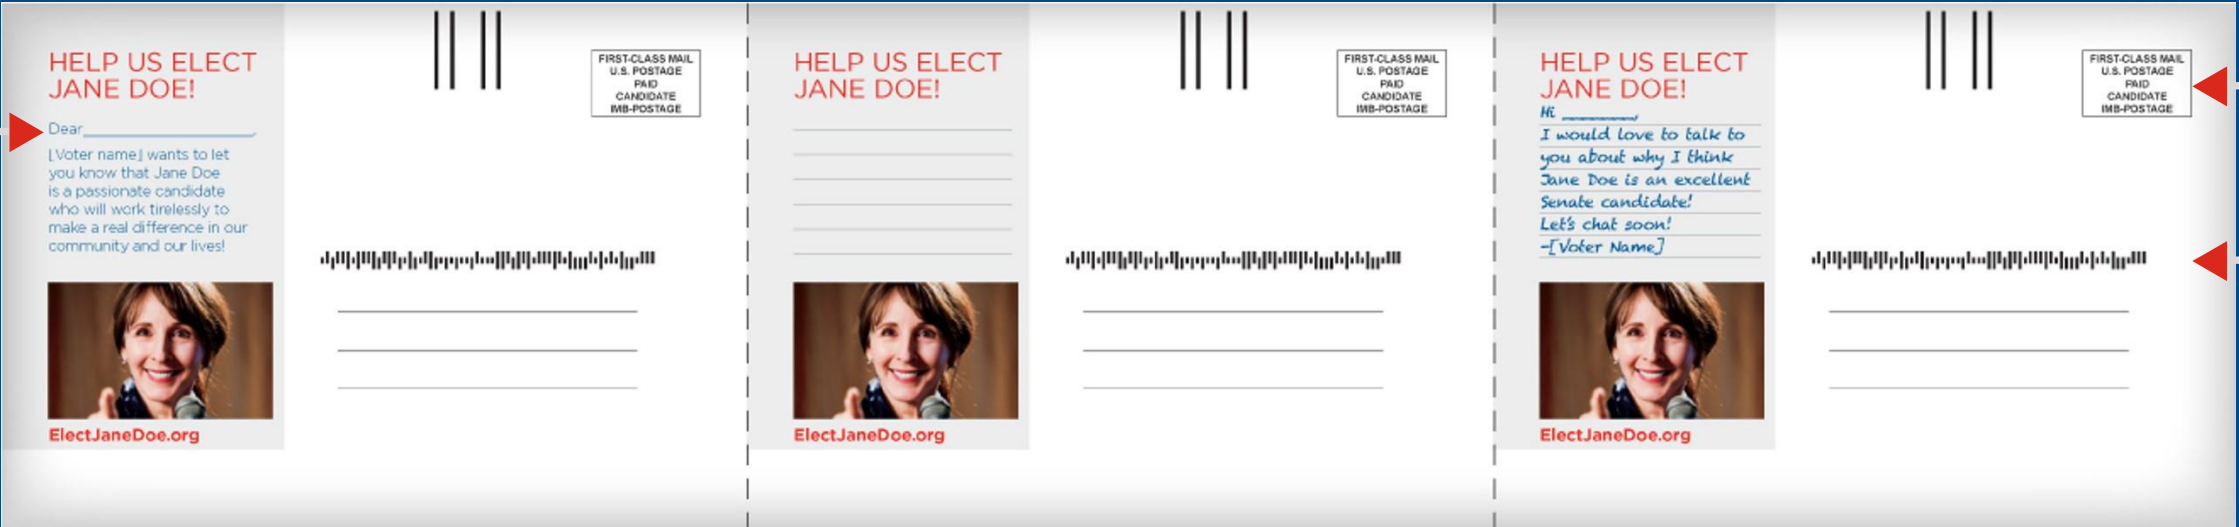 HELP US ELECT
JANE DOE!
Dear
[Voter name] wants to let
you know that Jane Doe
is a passionate candidate
who will work tirelessly to
make a real difference in our
community and our lives!
ElectJaneDoe.org
FIRST-CLASS MAIL
U.S. POSTAGE
PAID
CANDIDATE
IMB-POSTAGE
HELP US ELECT
JANE DOE!
ElectJaneDoe.org
FIRST-CLASS MAIL
U.S. POSTAGE
PAID
CANDIDATE
IMB-POSTAGE
HELP US ELECT
JANE DOE!
Hi ________,
I would love to talk to
you about why I think
Jane Doe is an excellent
Senate candidate!
Let's chat soon!
-[Voter Name]
ElectJaneDoe.org
FIRST-CLASS MAIL
U.S. POSTAGE
PAID
CANDIDATE
IMB-POSTAGE